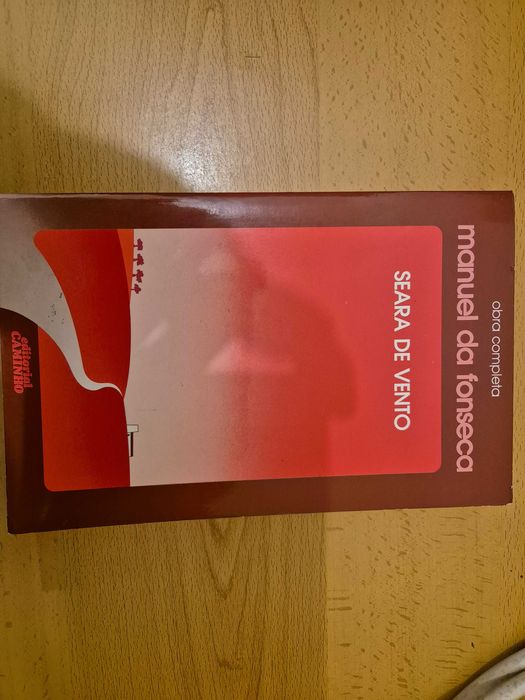 obra completa
manuel da fonseca
SEARA DE VENTO
editorial
CAMINHO